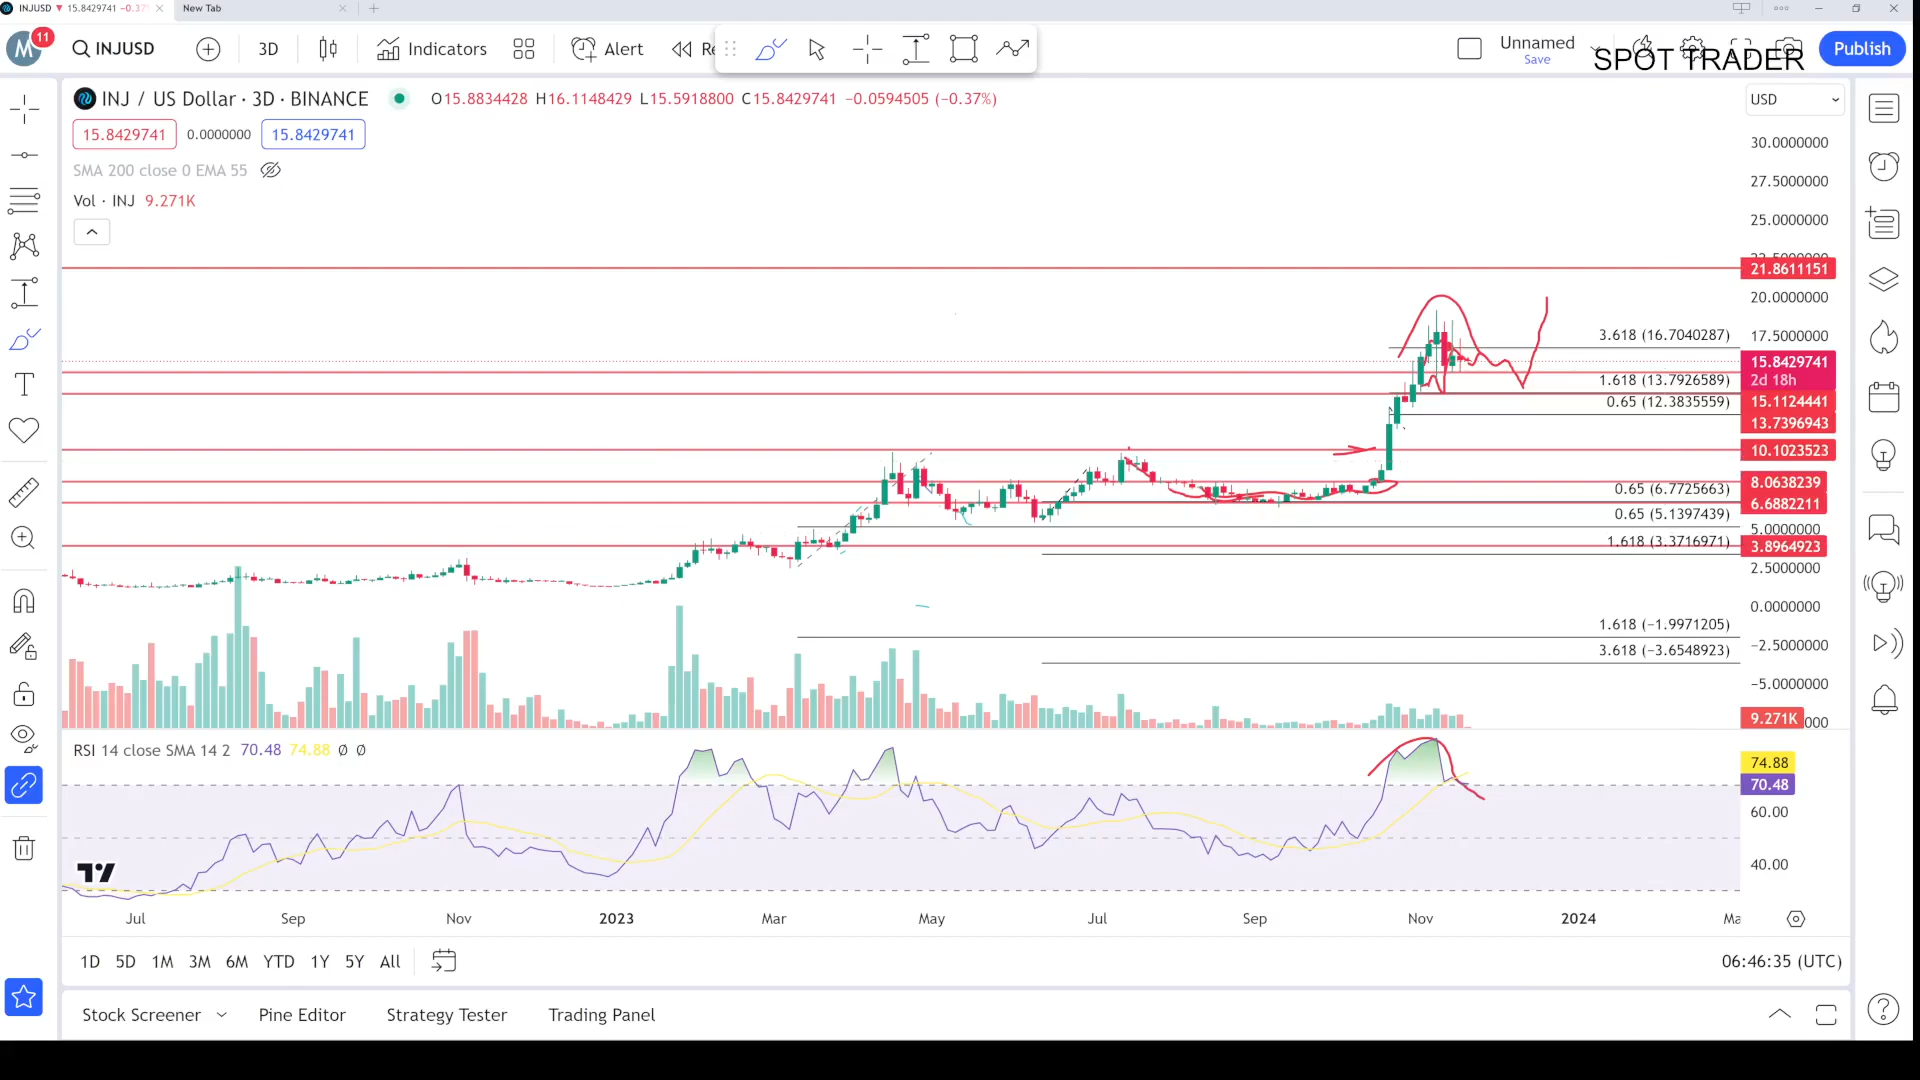 INJUSD ▼ 15.8429741 −0.37
New Tab
M 11 INJUSD 3D Indicators Alert Re Unnamed
Save
SPOT TRADER
Publish
INJ / US Dollar · 3D · BINANCE O15.8834428 H16.1148429 L15.5918800 C15.8429741 −0.0594505 (−0.37%)
USD
15.8429741 0.0000000 15.8429741
SMA 200 close 0 EMA 55
Vol · INJ 9.271K
30.0000000
27.5000000
25.0000000
21.8611151
20.0000000
3.618 (16.7040287) 17.5000000
15.8429741
2d 18h
1.618 (13.7926589)
0.65 (12.3835559) 15.1124441
13.7396943
10.1023523
8.0638239
0.65 (6.7725663)
6.6882211
0.65 (5.1397439)
5.0000000
1.618 (3.3716971) 3.8964923
2.5000000
0.0000000
1.618 (−1.9971205)
−2.5000000
3.618 (−3.6548923)
−5.0000000
9.271K 000
RSI 14 close SMA 14 2 70.48 74.88 Ø Ø
74.88
70.48
60.00
40.00
Jul Sep Nov 2023 Mar May Jul Sep Nov 2024 Ma
1D 5D 1M 3M 6M YTD 1Y 5Y All 06:46:35 (UTC)
Stock Screener Pine Editor Strategy Tester Trading Panel